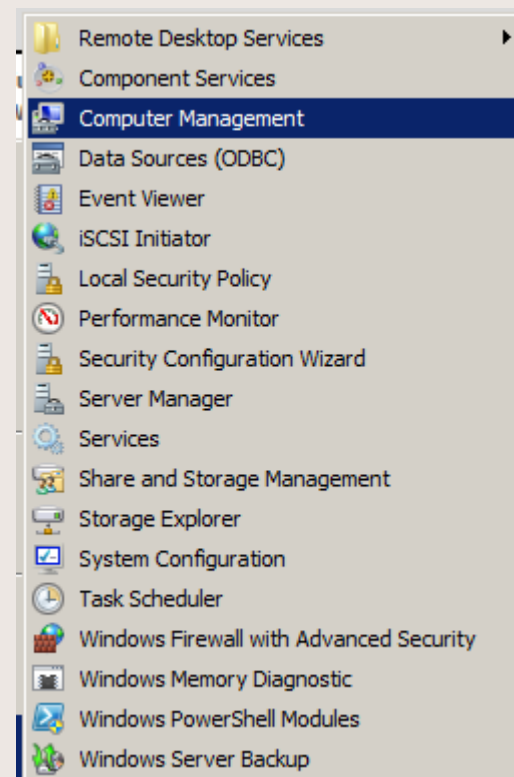 Remote Desktop Services
Component Services
Computer Management
Data Sources (ODBC)
Event Viewer
iSCSI Initiator
Local Security Policy
Performance Monitor
Security Configuration Wizard
Server Manager
Services
Share and Storage Management
Storage Explorer
System Configuration
Task Scheduler
Windows Firewall with Advanced Security
Windows Memory Diagnostic
Windows PowerShell Modules
Windows Server Backup